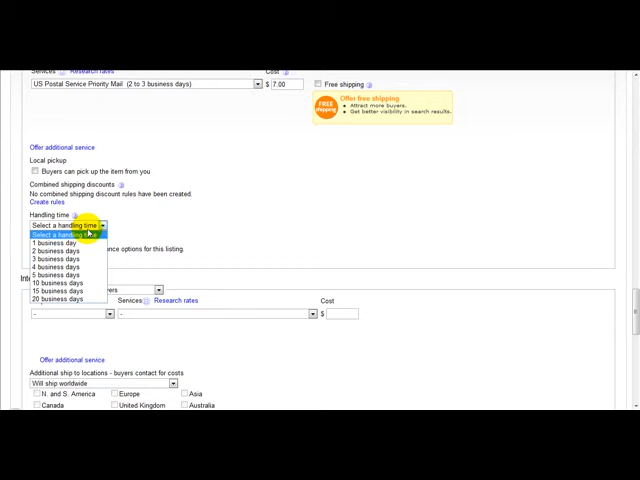 Services Research rates Cost
US Postal Service Priority Mail (2 to 3 business days) $ 7.00 Free shipping
FREE shipping
Offer free shipping
Attract more buyers.
Get better visibility in search results.
Offer additional service
Local pickup
Buyers can pick up the item from you
Combined shipping discounts
No combined shipping discount rules have been created.
Create rules
Handling time
Select a handling time
Select a handling
1 business day
2 business days
options for this listing.
3 business days
4 business days
5 business days
10 business days
15 business days
20 business days
Services Research rates Cost
- - $
Offer additional service
Additional ship to locations - buyers contact for costs
Will ship worldwide
N. and S. America Europe Asia
Canada United Kingdom Australia